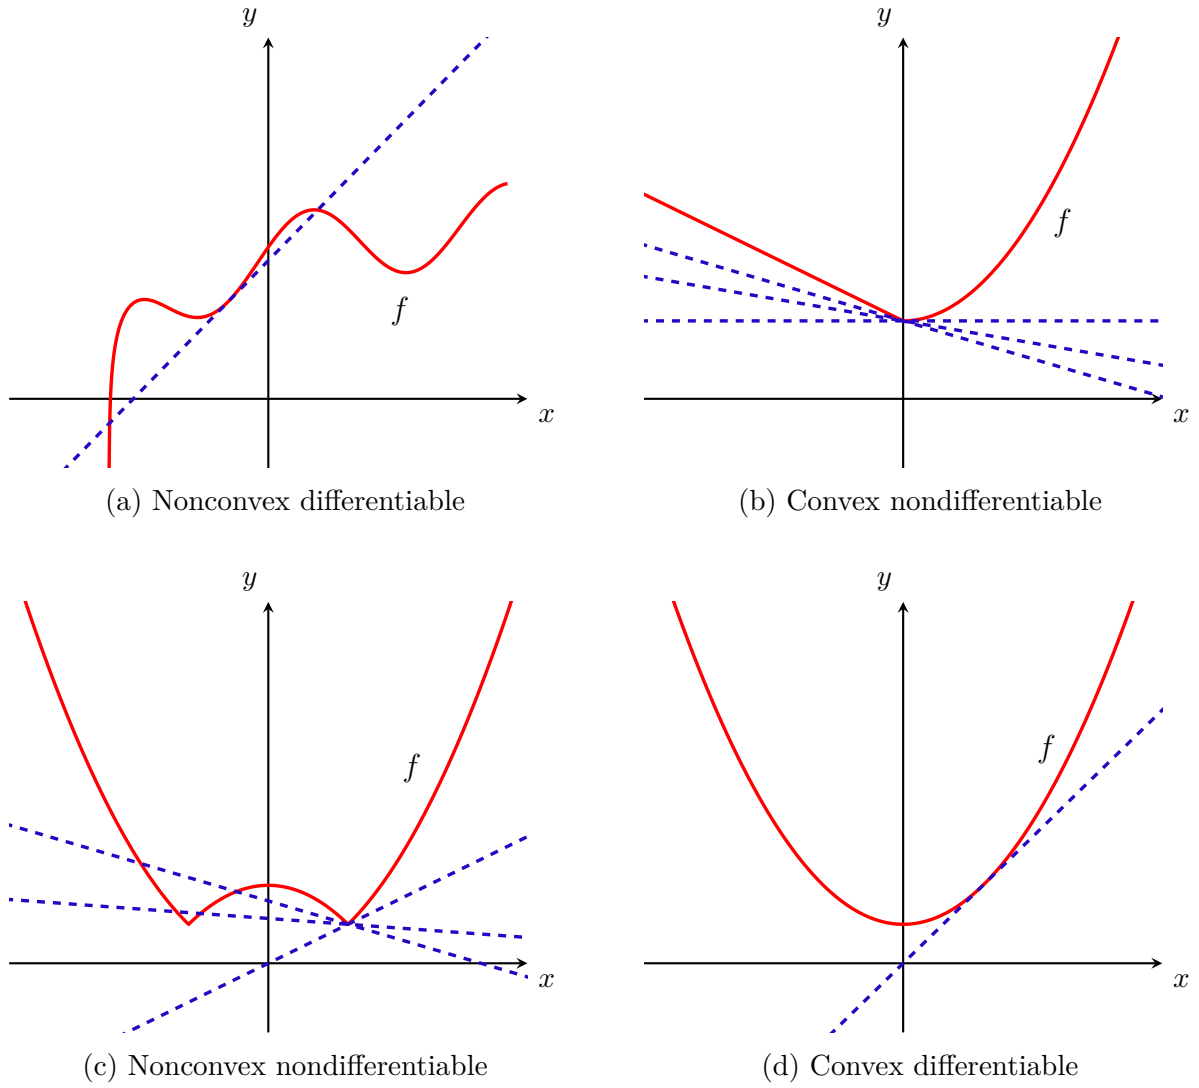 y
y
f
f
x
x
(a) Nonconvex differentiable
(b) Convex nondifferentiable
y
y
f
f
x
x
(c) Nonconvex nondifferentiable
(d) Convex differentiable